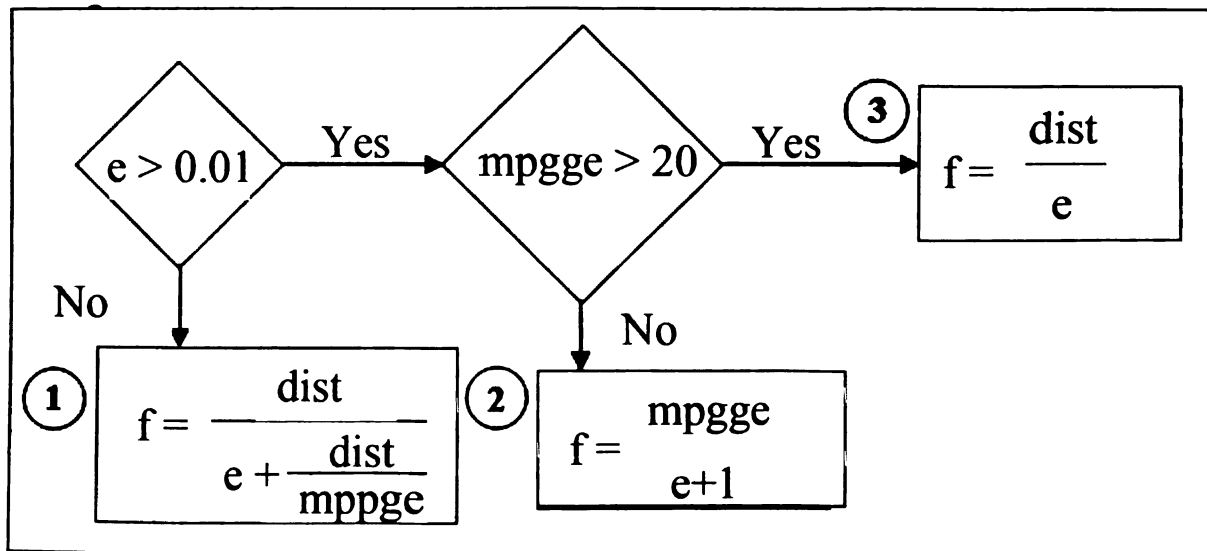 e > 0.01
Yes
mpgge > 20
Yes
3
f = dist
e
No
1
f = dist
e + dist
mppge
No
2
f = mpgge
e+1